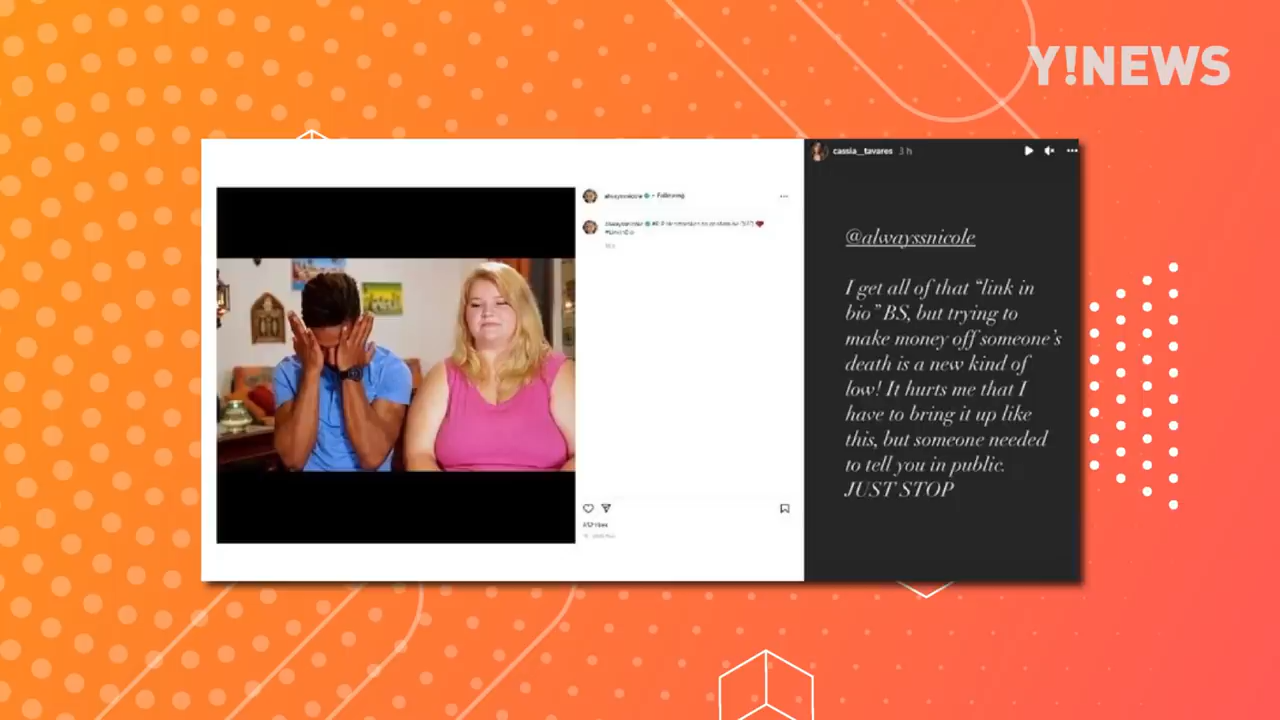 Y!NEWS
alwayssnicole • Following
cassia__tavares 3 h
@alwayssnicole
I get all of that “link in
bio” BS, but trying to
make money off someone’s
death is a new kind of
low! It hurts me that I
have to bring it up like
this, but someone needed
to tell you in public.
JUST STOP